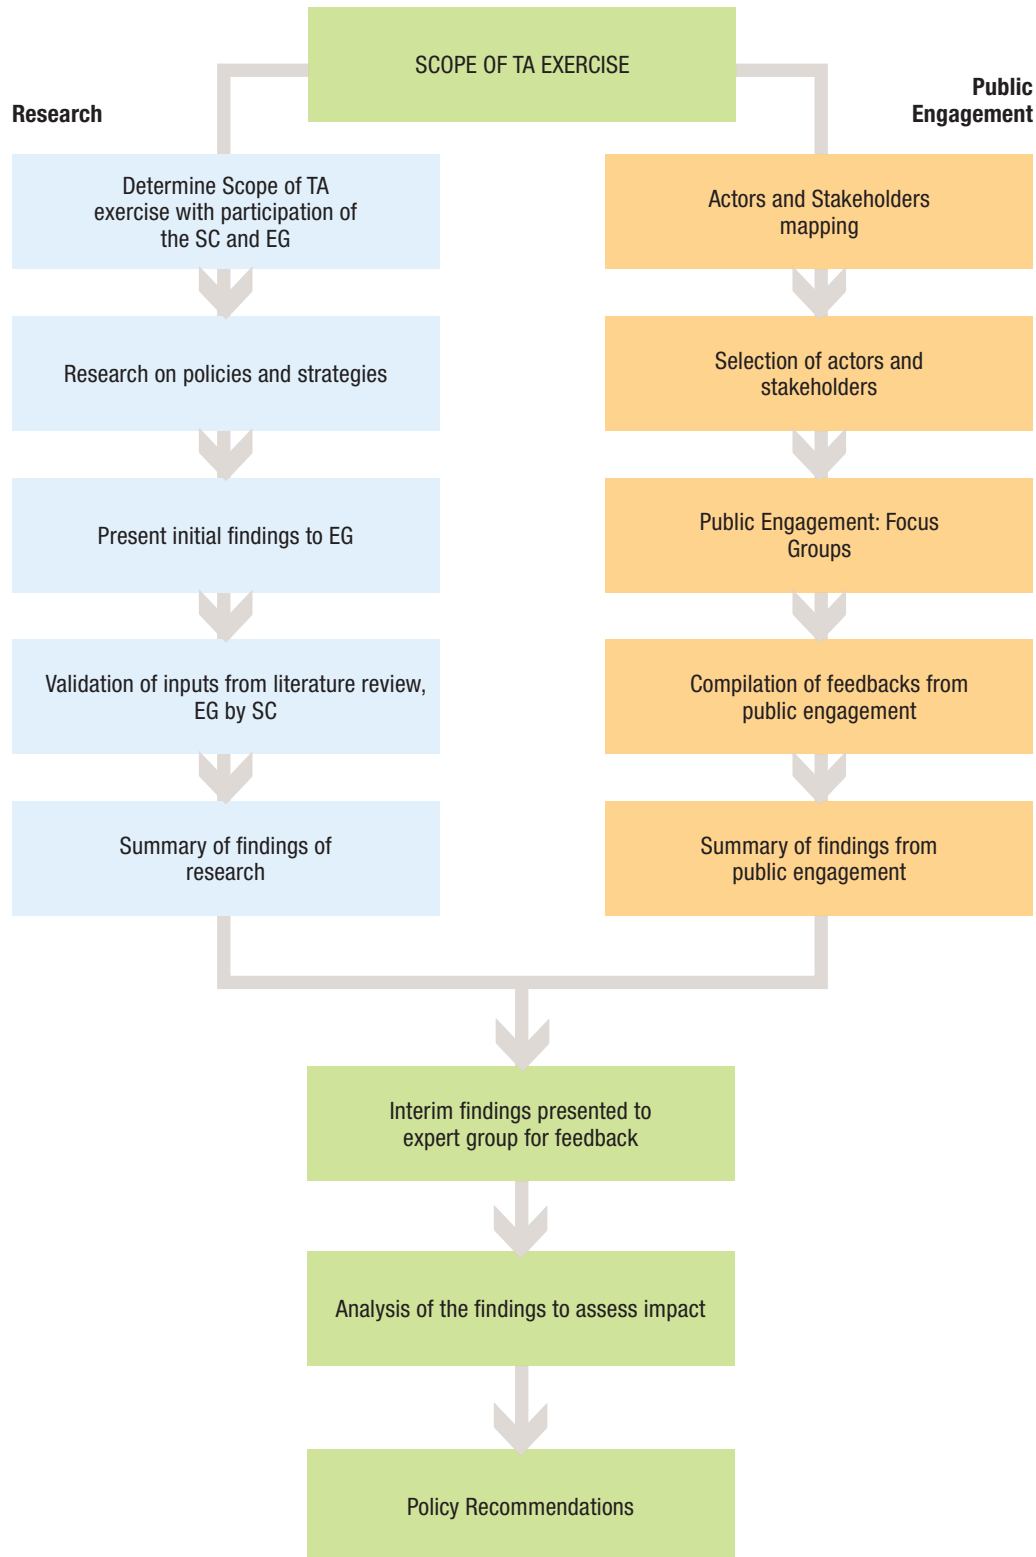 SCOPE OF TA EXERCISE
Research
Determine Scope of TA
exercise with participation of
the SC and EG
Research on policies and strategies
Present initial findings to EG
Validation of inputs from literature review,
EG by SC
Summary of findings of
research
Public
Engagement
Actors and Stakeholders
mapping
Selection of actors and
stakeholders
Public Engagement: Focus
Groups
Compilation of feedbacks from
public engagement
Summary of findings from
public engagement
Interim findings presented to
expert group for feedback
Analysis of the findings to assess impact
Policy Recommendations